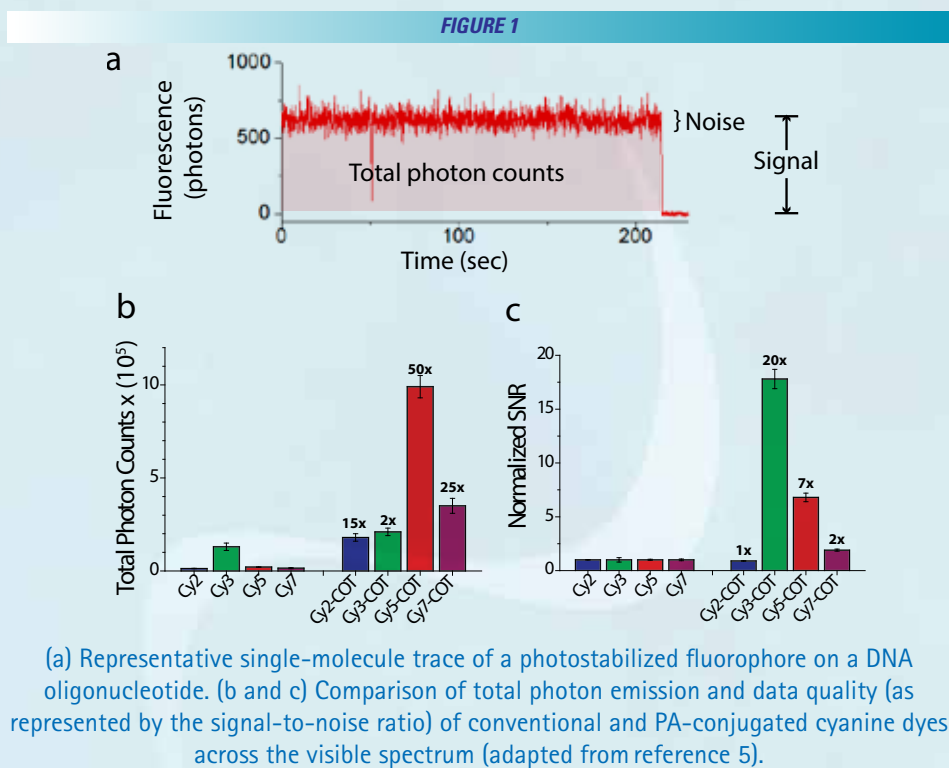 FIGURE 1
a
Fluorescence
(photons)
1000
500
0
Total photon counts
} Noise
Signal
0
100
200
Time (sec)
b
Total Photon Counts x (10⁵)
10
5
0
15x
2x
50x
25x
Cy2
Cy3
Cy5
Cy7
Cy2-COT
Cy3-COT
Cy5-COT
Cy7-COT
c
Normalized SNR
20
15
10
5
0
1x
20x
7x
2x
Cy2
Cy3
Cy5
Cy7
Cy2-COT
Cy3-COT
Cy5-COT
Cy7-COT
(a) Representative single-molecule trace of a photostabilized fluorophore on a DNA
oligonucleotide. (b and c) Comparison of total photon emission and data quality (as
represented by the signal-to-noise ratio) of conventional and PA-conjugated cyanine dyes
across the visible spectrum (adapted from reference 5).